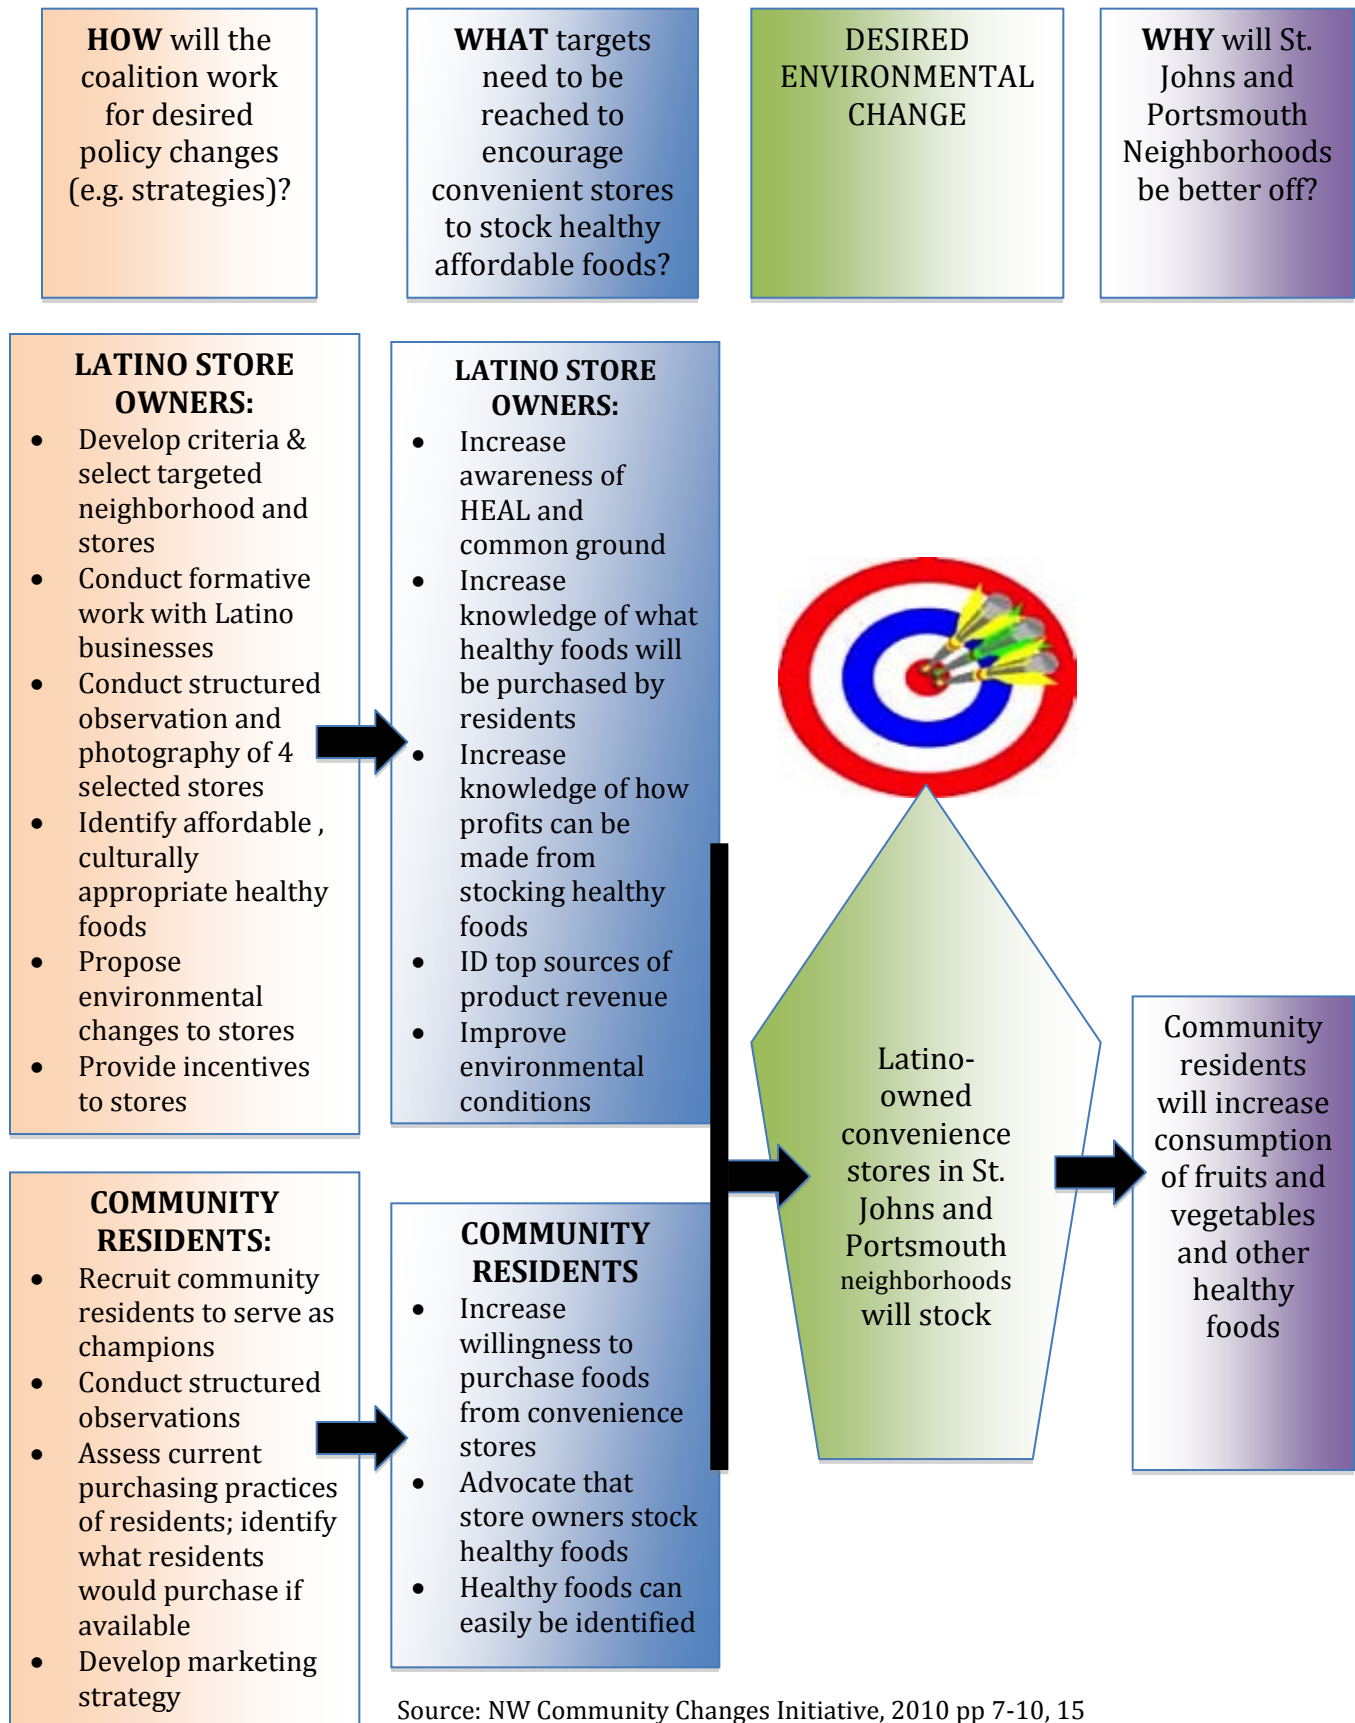 HOW will the
coalition work
for desired
policy changes
(e.g. strategies)?
WHAT targets
need to be
reached to
encourage
convenient stores
to stock healthy
affordable foods?
DESIRED
ENVIRONMENTAL
CHANGE
WHY will St.
Johns and
Portsmouth
Neighborhoods
be better off?
LATINO STORE
OWNERS:
• Develop criteria &
select targeted
neighborhood and
stores
• Conduct formative
work with Latino
businesses
• Conduct structured
observation and
photography of 4
selected stores
• Identify affordable ,
culturally
appropriate healthy
foods
• Propose
environmental
changes to stores
• Provide incentives
to stores
LATINO STORE
OWNERS:
• Increase
awareness of
HEAL and
common ground
• Increase
knowledge of what
healthy foods will
be purchased by
residents
• Increase
knowledge of how
profits can be
made from
stocking healthy
foods
• ID top sources of
product revenue
• Improve
environmental
conditions
COMMUNITY
RESIDENTS:
• Recruit community
residents to serve as
champions
• Conduct structured
observations
• Assess current
purchasing practices
of residents; identify
what residents
would purchase if
available
• Develop marketing
strategy
COMMUNITY
RESIDENTS
• Increase
willingness to
purchase foods
from convenience
stores
• Advocate that
store owners stock
healthy foods
• Healthy foods can
easily be identified
Latino-
owned
convenience
stores in St.
Johns and
Portsmouth
neighborhoods
will stock
Community
residents
will increase
consumption
of fruits and
vegetables
and other
healthy
foods
Source: NW Community Changes Initiative, 2010 pp 7-10, 15